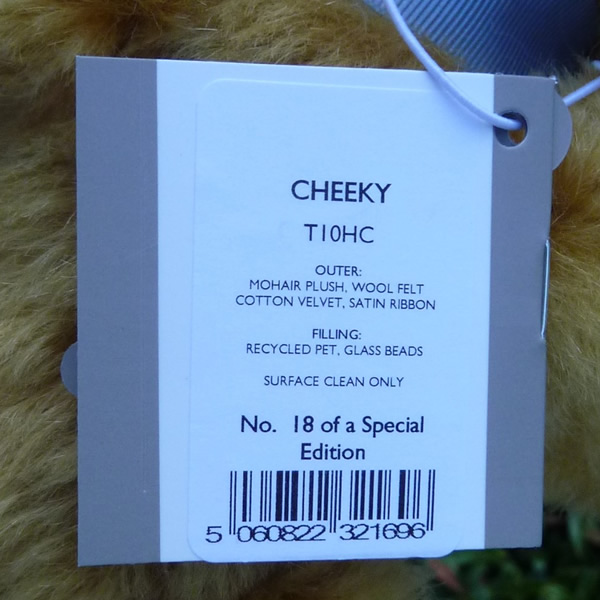 CHEEKY
T10HC
OUTER:
MOHAIR PLUSH, WOOL FELT
COTTON VELVET, SATIN RIBBON
FILLING:
RECYCLED PET, GLASS BEADS
SURFACE CLEAN ONLY
No. 18 of a Special
Edition
5 060822 321696